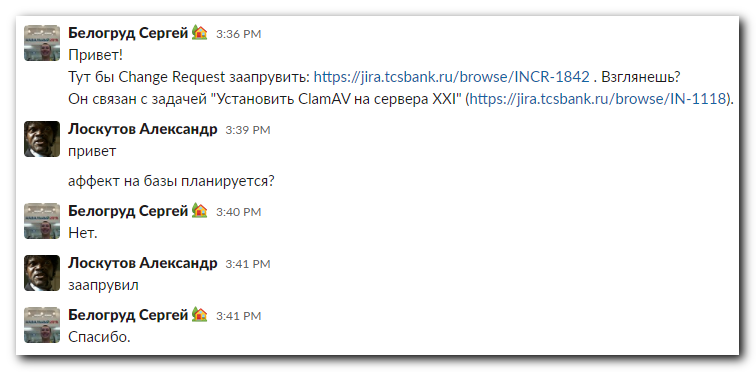 Белогруд Сергей 🏡 3:36 PM
Привет!
Тут бы Change Request заапрувить: https://jira.tcsbank.ru/browse/INCR-1842 . Взглянешь?
Он связан с задачей "Установить ClamAV на сервера XXI" (https://jira.tcsbank.ru/browse/IN-1118).
Лоскутов Александр 3:39 PM
привет
аффект на базы планируется?
Белогруд Сергей 🏡 3:40 PM
Нет.
Лоскутов Александр 3:41 PM
заапрувил
Белогруд Сергей 🏡 3:41 PM
Спасибо.